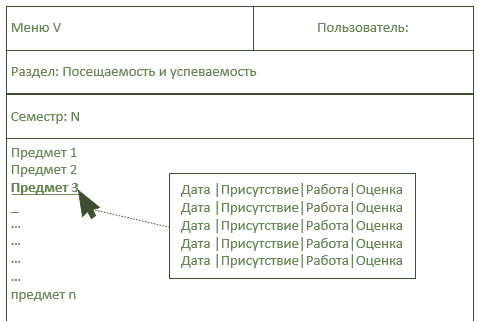 Меню V
Пользователь:
Раздел: Посещаемость и успеваемость
Семестр: N
Предмет 1
Предмет 2
Предмет 3
_
...
...
...
...
предмет n
Дата |Присутствие|Работа|Оценка
Дата |Присутствие|Работа|Оценка
Дата |Присутствие|Работа|Оценка
Дата |Присутствие|Работа|Оценка
Дата |Присутствие|Работа|Оценка